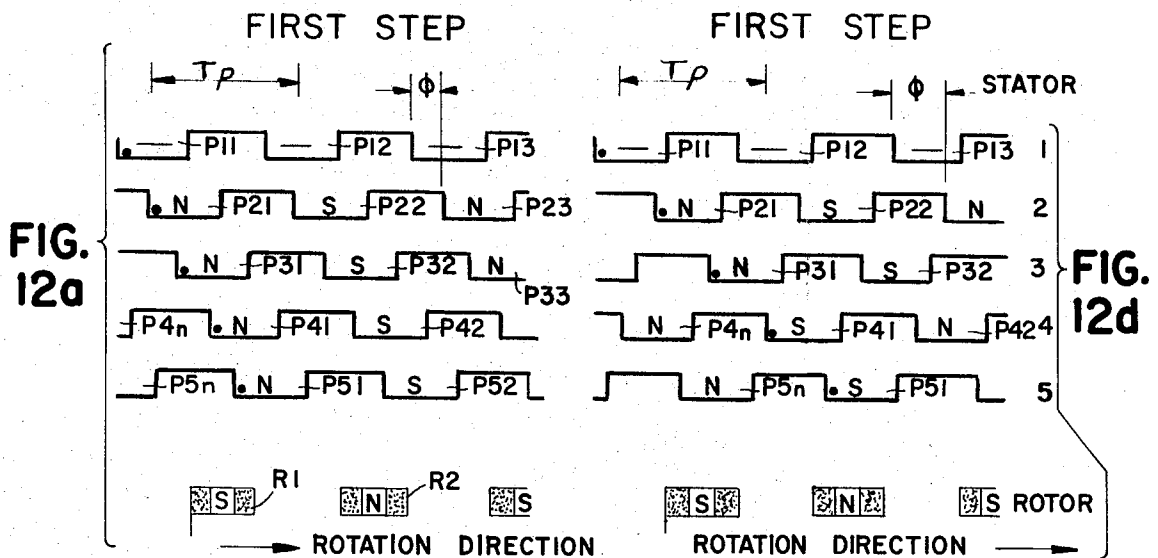 FIRST STEP FIRST STEP
Tρ ϕ Tρ ϕ STATOR
P11 P12 P13 P11 P12 P13 1
N P21 S P22 N P23 N P21 S P22 N 2
FIG. 12a
N P31 S P32 N P33 N P31 S P32 3
FIG. 12d
P4n N P41 S P42 N P4n S P41 N P42 4
P5n N P51 S P52 N P5n S P51 5
S R1 N R2 S S N S ROTOR
ROTATION DIRECTION ROTATION DIRECTION